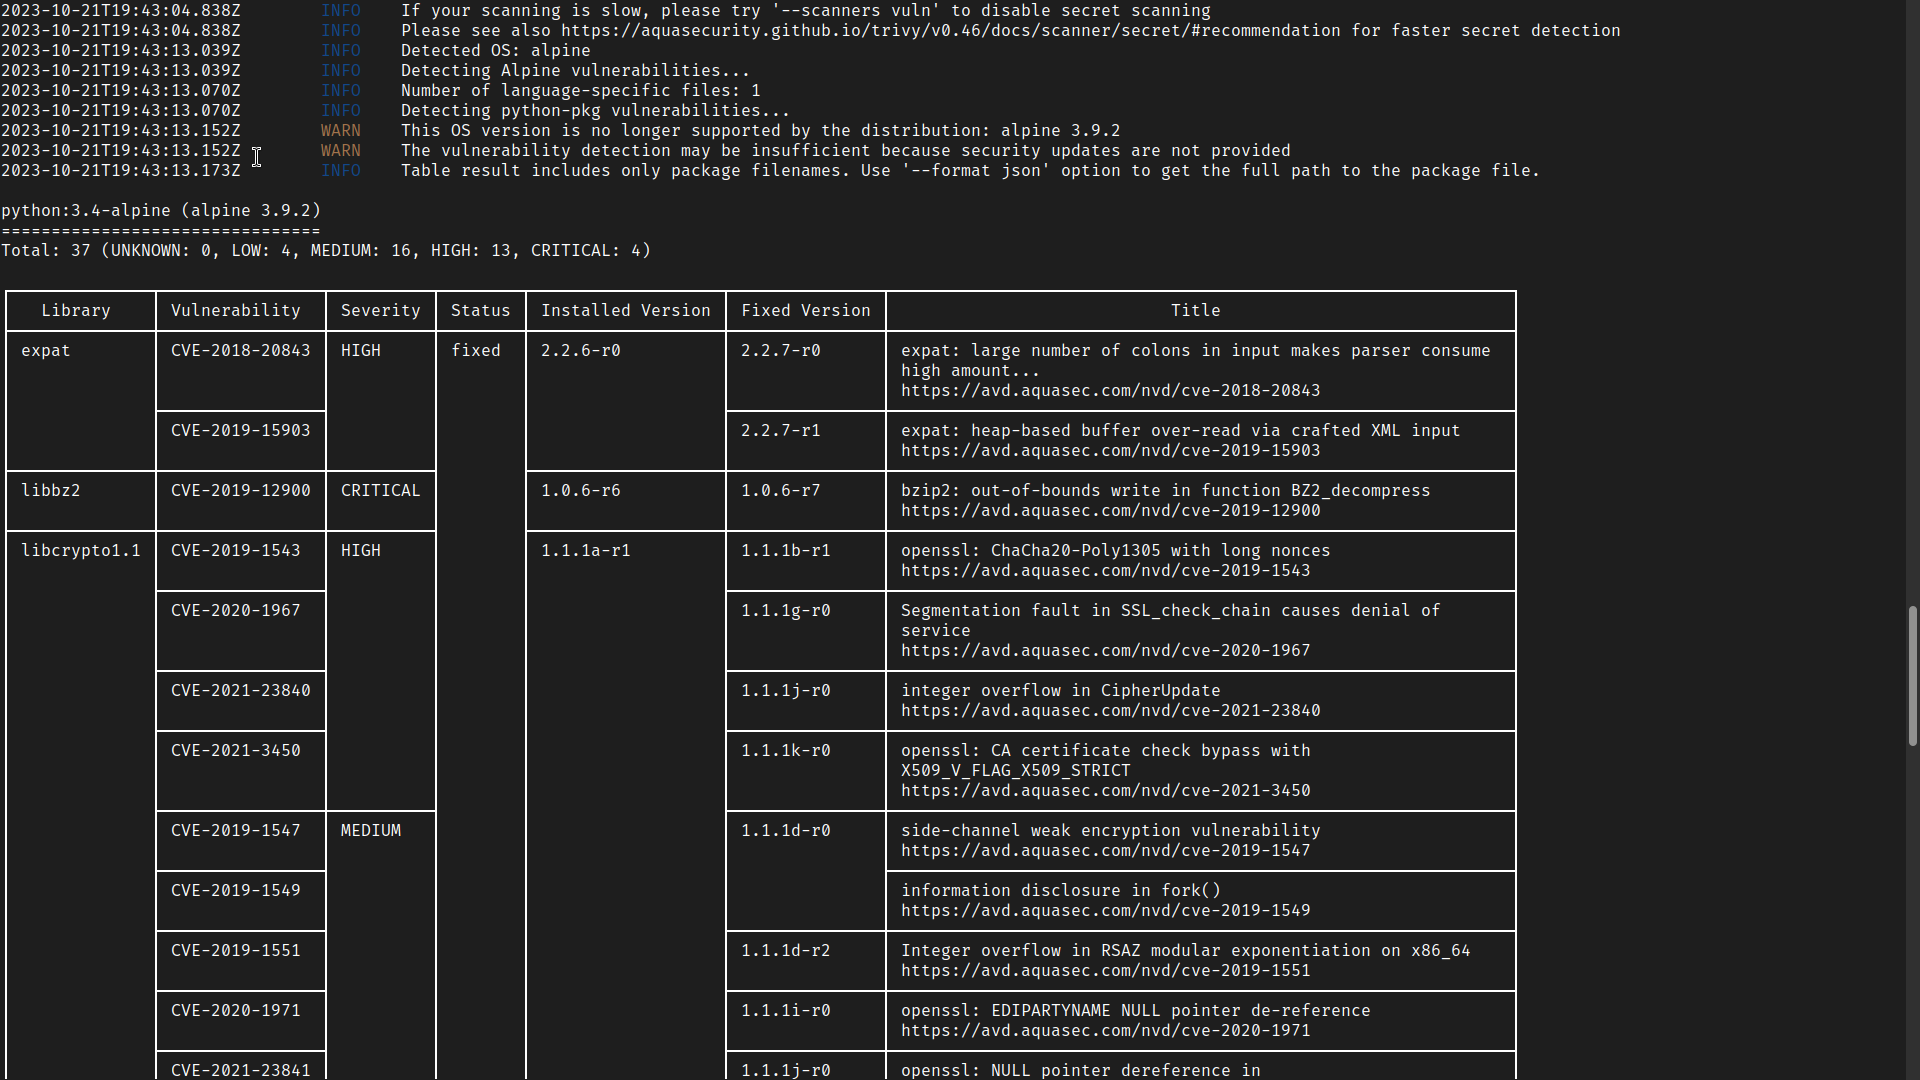 2023-10-21T19:43:04.838Z INFO If your scanning is slow, please try '--scanners vuln' to disable secret scanning
2023-10-21T19:43:04.838Z INFO Please see also https://aquasecurity.github.io/trivy/v0.46/docs/scanner/secret/#recommendation for faster secret detection
2023-10-21T19:43:13.039Z INFO Detected OS: alpine
2023-10-21T19:43:13.039Z INFO Detecting Alpine vulnerabilities...
2023-10-21T19:43:13.070Z INFO Number of language-specific files: 1
2023-10-21T19:43:13.070Z INFO Detecting python-pkg vulnerabilities...
2023-10-21T19:43:13.152Z WARN This OS version is no longer supported by the distribution: alpine 3.9.2
2023-10-21T19:43:13.152Z WARN The vulnerability detection may be insufficient because security updates are not provided
2023-10-21T19:43:13.173Z INFO Table result includes only package filenames. Use '--format json' option to get the full path to the package file.
python:3.4-alpine (alpine 3.9.2)
================================
Total: 37 (UNKNOWN: 0, LOW: 4, MEDIUM: 16, HIGH: 13, CRITICAL: 4)
Library Vulnerability Severity Status Installed Version Fixed Version Title
expat CVE-2018-20843 HIGH fixed 2.2.6-r0 2.2.7-r0 expat: large number of colons in input makes parser consume
high amount...
https://avd.aquasec.com/nvd/cve-2018-20843
CVE-2019-15903 2.2.7-r1 expat: heap-based buffer over-read via crafted XML input
https://avd.aquasec.com/nvd/cve-2019-15903
libbz2 CVE-2019-12900 CRITICAL 1.0.6-r6 1.0.6-r7 bzip2: out-of-bounds write in function BZ2_decompress
https://avd.aquasec.com/nvd/cve-2019-12900
libcrypto1.1 CVE-2019-1543 HIGH 1.1.1a-r1 1.1.1b-r1 openssl: ChaCha20-Poly1305 with long nonces
https://avd.aquasec.com/nvd/cve-2019-1543
CVE-2020-1967 1.1.1g-r0 Segmentation fault in SSL_check_chain causes denial of
service
https://avd.aquasec.com/nvd/cve-2020-1967
CVE-2021-23840 1.1.1j-r0 integer overflow in CipherUpdate
https://avd.aquasec.com/nvd/cve-2021-23840
CVE-2021-3450 1.1.1k-r0 openssl: CA certificate check bypass with
X509_V_FLAG_X509_STRICT
https://avd.aquasec.com/nvd/cve-2021-3450
CVE-2019-1547 MEDIUM 1.1.1d-r0 side-channel weak encryption vulnerability
https://avd.aquasec.com/nvd/cve-2019-1547
CVE-2019-1549 information disclosure in fork()
https://avd.aquasec.com/nvd/cve-2019-1549
CVE-2019-1551 1.1.1d-r2 Integer overflow in RSAZ modular exponentiation on x86_64
https://avd.aquasec.com/nvd/cve-2019-1551
CVE-2020-1971 1.1.1i-r0 openssl: EDIPARTYNAME NULL pointer de-reference
https://avd.aquasec.com/nvd/cve-2020-1971
CVE-2021-23841 1.1.1j-r0 openssl: NULL pointer dereference in